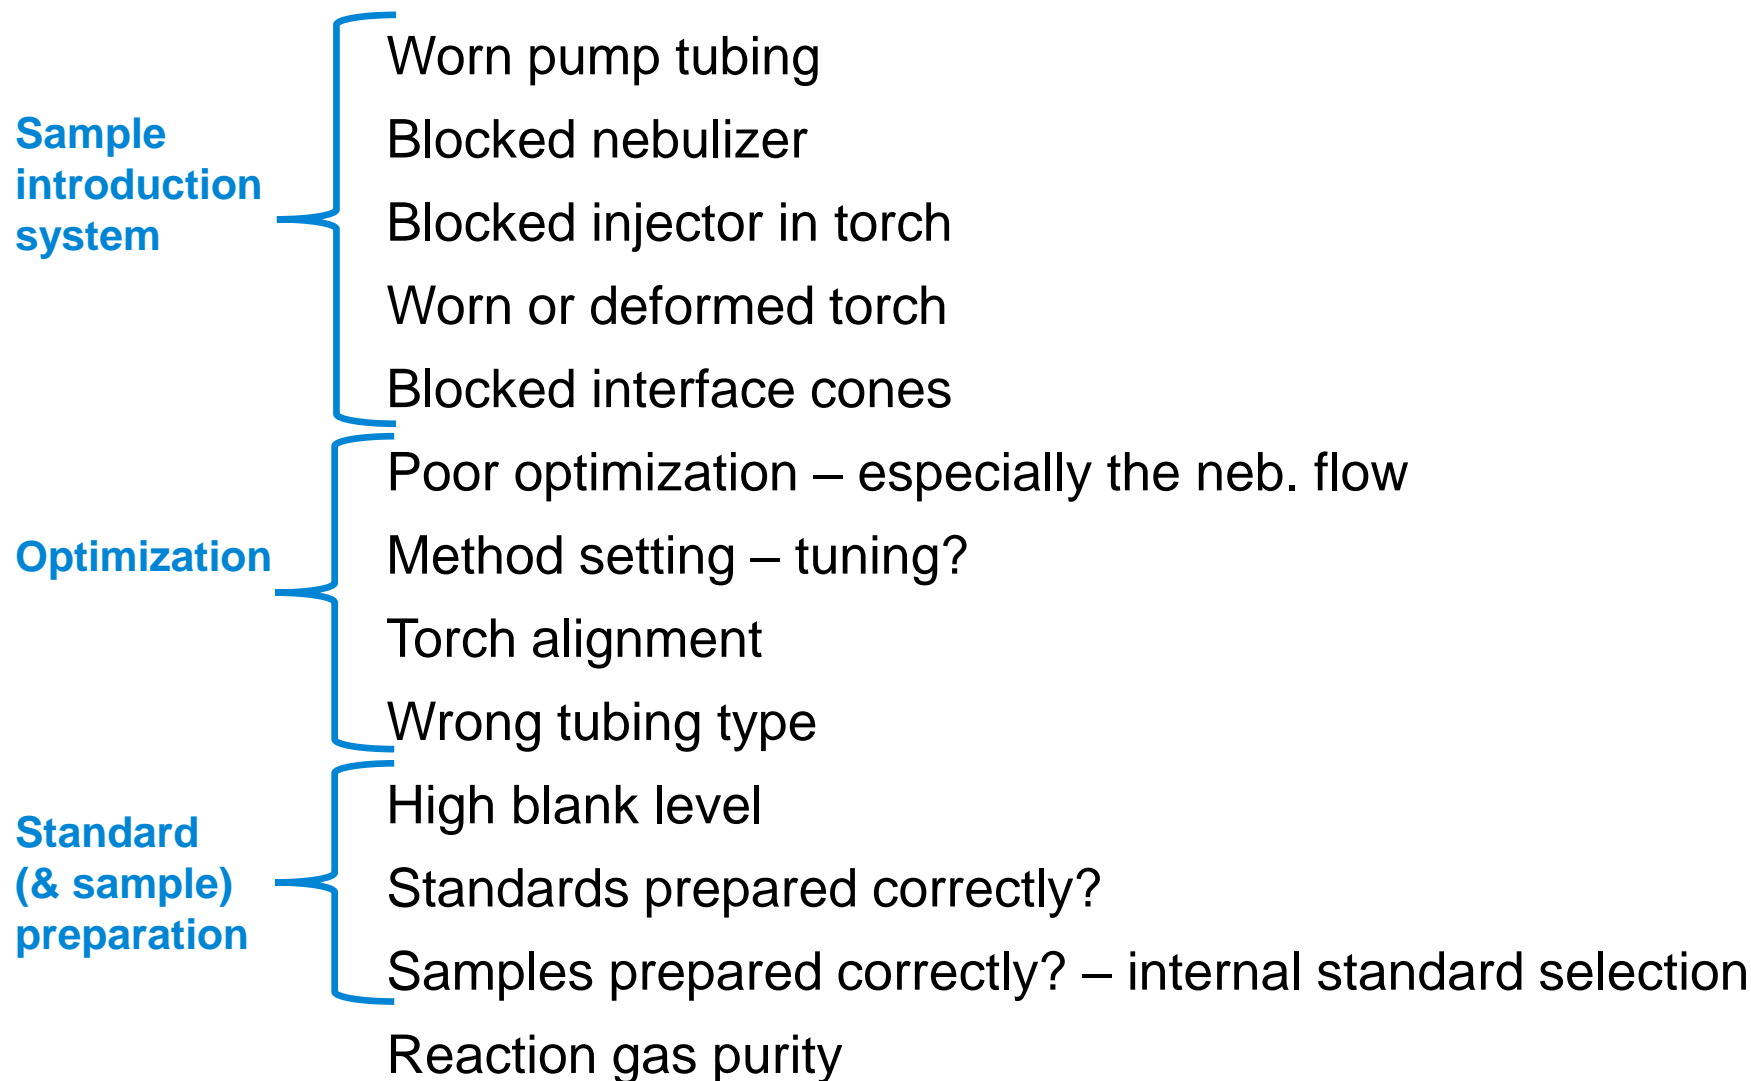 Sample
introduction
system
Worn pump tubing
Blocked nebulizer
Blocked injector in torch
Worn or deformed torch
Blocked interface cones
Optimization
Poor optimization – especially the neb. flow
Method setting – tuning?
Torch alignment
Wrong tubing type
Standard
(& sample)
preparation
High blank level
Standards prepared correctly?
Samples prepared correctly? – internal standard selection
Reaction gas purity